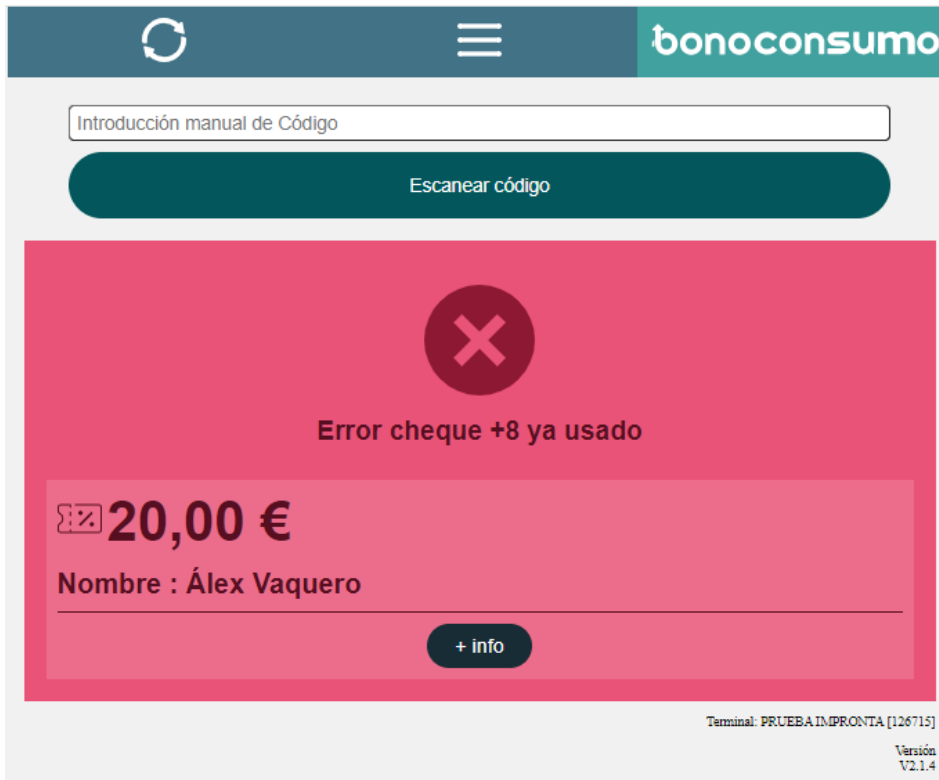 bonoconsumo
Introducción manual de Código
Escanear código
Error cheque +8 ya usado
20,00 €
Nombre : Álex Vaquero
+ info
Terminal: PRUEBA IMPRONTA [126715]
Versión
V2.1.4